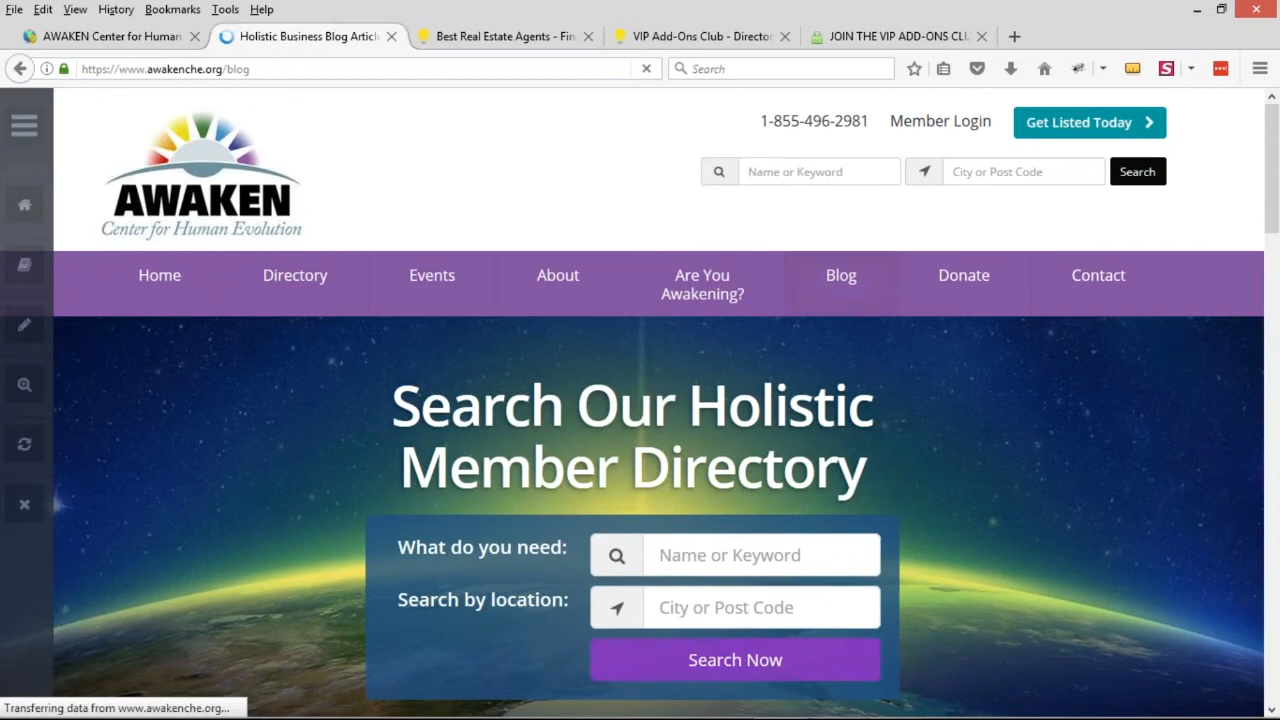 File Edit View History Bookmarks Tools Help
AWAKEN Center for Human
Holistic Business Blog Articl
Best Real Estate Agents - Fin
VIP Add-Ons Club - Director
JOIN THE VIP ADD-ONS CLU
https://www.awakenche.org/blog
Search
1-855-496-2981 Member Login Get Listed Today
Name or Keyword City or Post Code Search
AWAKEN
Center for Human Evolution
Home Directory Events About Are You Awakening? Blog Donate Contact
Search Our Holistic
Member Directory
What do you need: Name or Keyword
Search by location: City or Post Code
Search Now
Transferring data from www.awakenche.org...